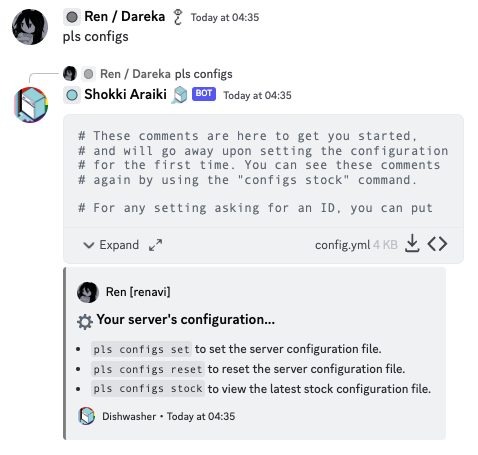 Ren / Dareka Today at 04:35
pls configs
Ren / Dareka pls configs
Shokki Araiki BOT Today at 04:35
# These comments are here to get you started,
# and will go away upon setting the configuration
# for the first time. You can see these comments
# again by using the "configs stock" command.
# For any setting asking for an ID, you can put
Expand config.yml 4 KB
Ren [renavi]
Your server's configuration...
• pls configs set to set the server configuration file.
• pls configs reset to reset the server configuration file.
• pls configs stock to view the latest stock configuration file.
Dishwasher • Today at 04:35